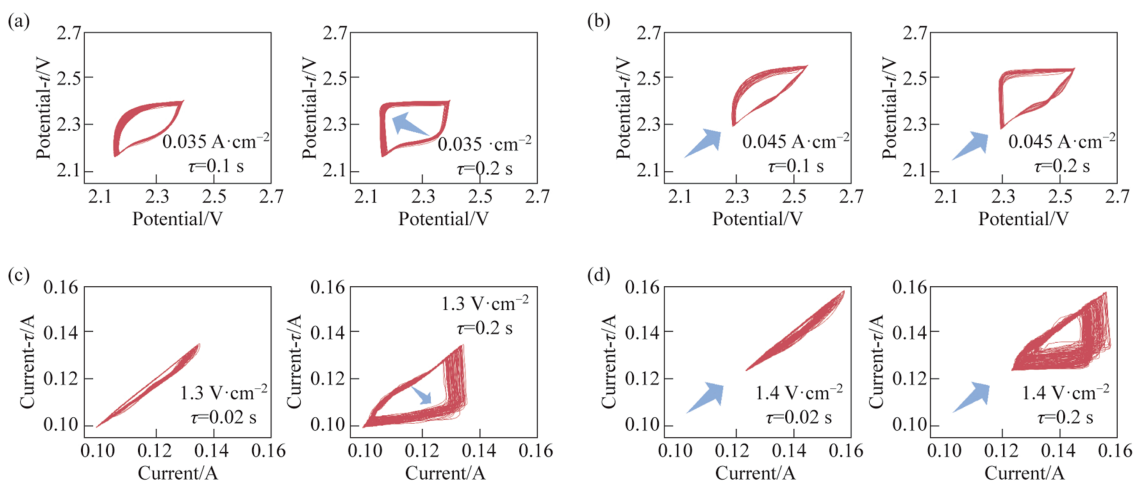 (a)
2.7
2.5
2.3
2.1
Potential-t/V
0.035 A·cm⁻²
τ=0.1 s
2.1 2.3 2.5 2.7
Potential/V
2.7
2.5
2.3
2.1
Potential-t/V
0.035 ·cm⁻²
τ=0.2 s
2.1 2.3 2.5 2.7
Potential/V
(b)
2.7
2.5
2.3
2.1
Potential-t/V
0.045 A·cm⁻²
τ=0.1 s
2.1 2.3 2.5 2.7
Potential/V
2.7
2.5
2.3
2.1
Potential-t/V
0.045 A·cm⁻²
τ=0.2 s
2.1 2.3 2.5 2.7
Potential/V
(c)
0.16
0.14
0.12
0.10
Current-τ/A
1.3 V·cm⁻²
τ=0.02 s
0.10 0.12 0.14 0.16
Current/A
0.16
0.14
0.12
0.10
Current-τ/A
1.3 V·cm⁻²
τ=0.2 s
0.10 0.12 0.14 0.16
Current/A
(d)
0.16
0.14
0.12
0.10
Current-τ/A
1.4 V·cm⁻²
τ=0.02 s
0.10 0.12 0.14 0.16
Current/A
0.16
0.14
0.12
0.10
Current-τ/A
1.4 V·cm⁻²
τ=0.2 s
0.10 0.12 0.14 0.16
Current/A